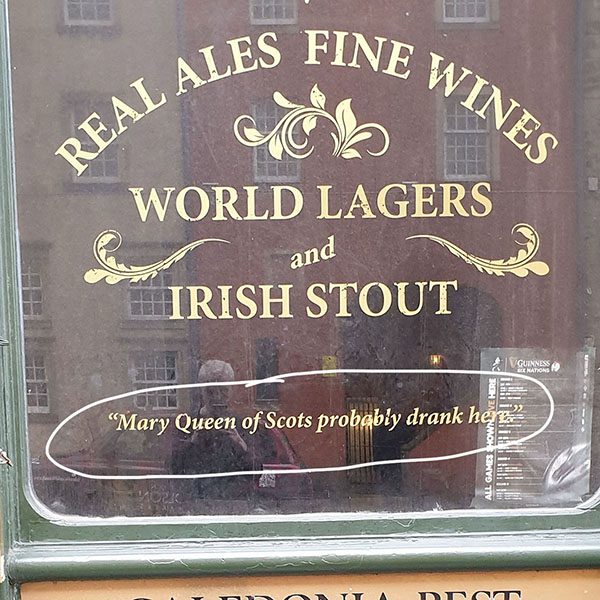 REAL ALES FINE WINES
WORLD LAGERS
and
IRISH STOUT
"Mary Queen of Scots probably drank here."
GUINNESS
SIX NATIONS
ALL GAMES SHOWN LIVE HERE
CALEDONIA BEST